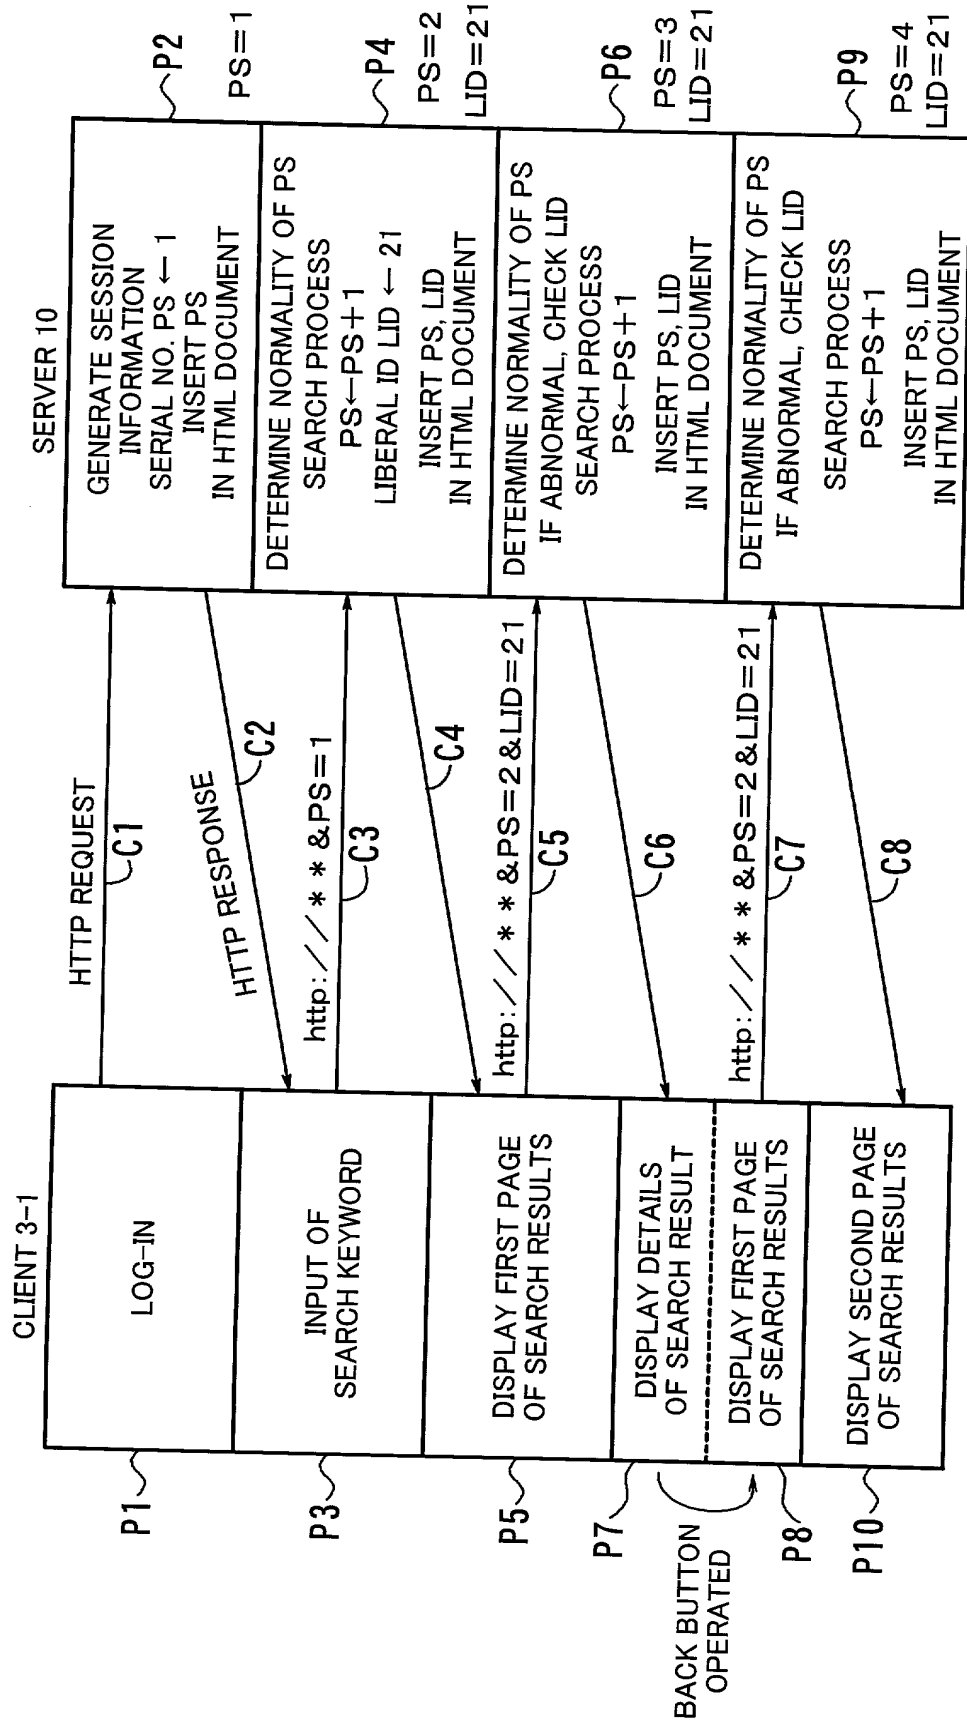 CLIENT 3-1
SERVER 10
P1
LOG-IN
HTTP REQUEST
C1
GENERATE SESSION
INFORMATION
SERIAL NO. PS ← 1
INSERT PS
IN HTML DOCUMENT
P2
PS=1
C2
HTTP RESPONSE
P3
INPUT OF
SEARCH KEYWORD
http://**&PS=1
C3
DETERMINE NORMALITY OF PS
SEARCH PROCESS
PS←PS+1
LIBERAL ID LID ← 21
INSERT PS, LID
IN HTML DOCUMENT
P4
PS=2
LID=21
C4
P5
DISPLAY FIRST PAGE
OF SEARCH RESULTS
http://**&PS=2&LID=21
C5
DETERMINE NORMALITY OF PS
IF ABNORMAL, CHECK LID
SEARCH PROCESS
PS←PS+1
INSERT PS, LID
IN HTML DOCUMENT
P6
PS=3
LID=21
C6
P7
DISPLAY DETAILS
OF SEARCH RESULT
BACK BUTTON
OPERATED
P8
DISPLAY FIRST PAGE
OF SEARCH RESULTS
http://**&PS=2&LID=21
C7
DETERMINE NORMALITY OF PS
IF ABNORMAL, CHECK LID
SEARCH PROCESS
PS←PS+1
INSERT PS, LID
IN HTML DOCUMENT
P9
PS=4
LID=21
C8
P10
DISPLAY SECOND PAGE
OF SEARCH RESULTS